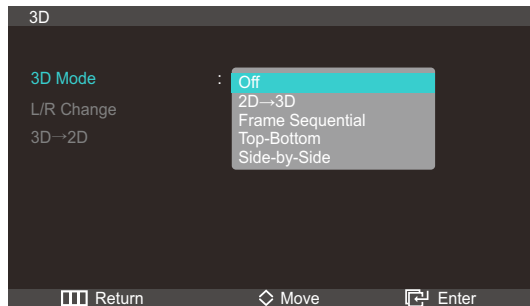 3D
3D Mode : Off
2D→3D
L/R Change
Frame Sequential
3D→2D
Top-Bottom
Side-by-Side
Return Move Enter